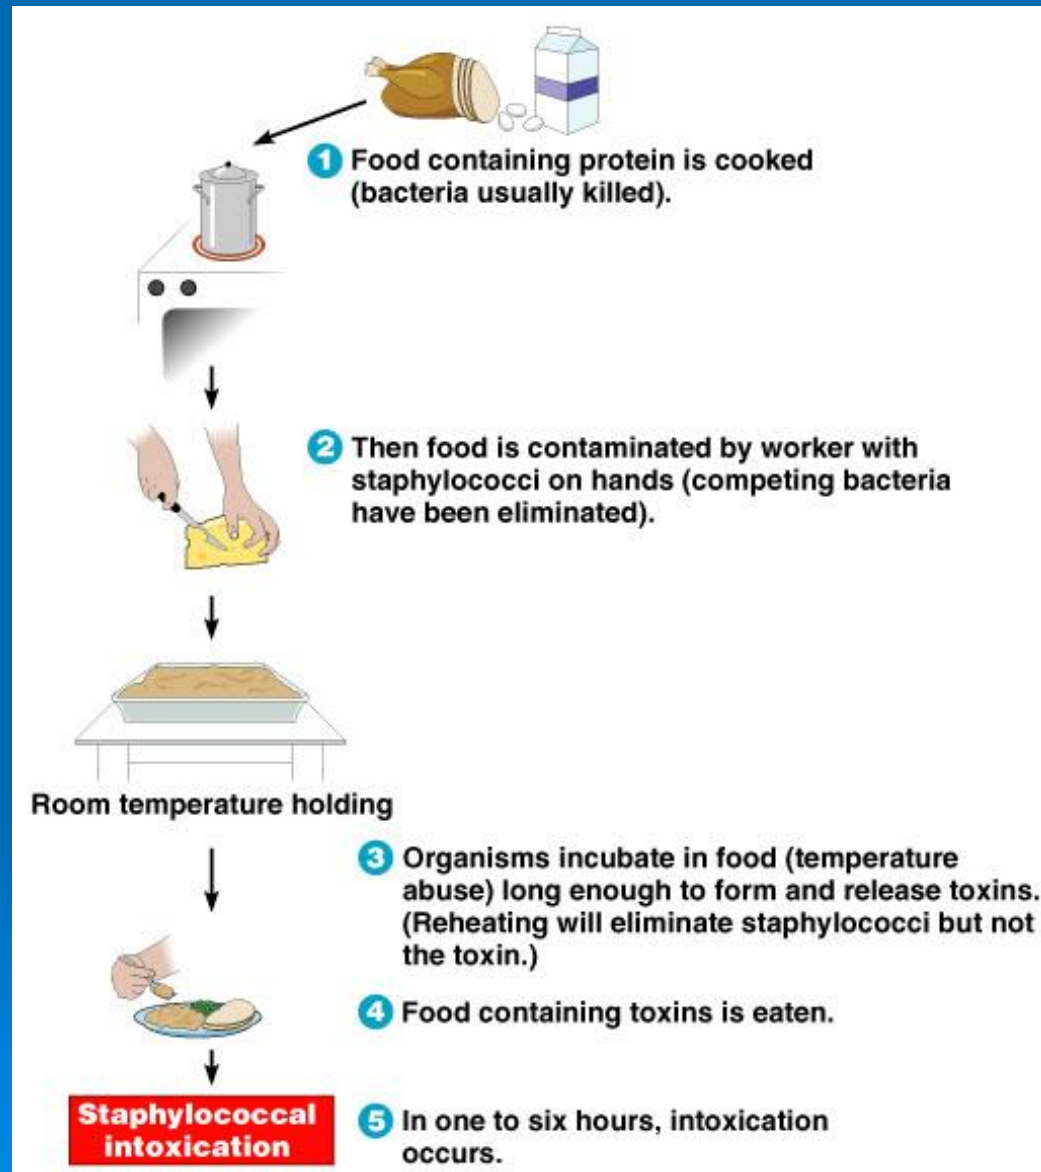 1 Food containing protein is cooked
(bacteria usually killed).
2 Then food is contaminated by worker with
staphylococci on hands (competing bacteria
have been eliminated).
Room temperature holding
3 Organisms incubate in food (temperature
abuse) long enough to form and release toxins.
(Reheating will eliminate staphylococci but not
the toxin.)
4 Food containing toxins is eaten.
Staphylococcal
intoxication
5 In one to six hours, intoxication
occurs.